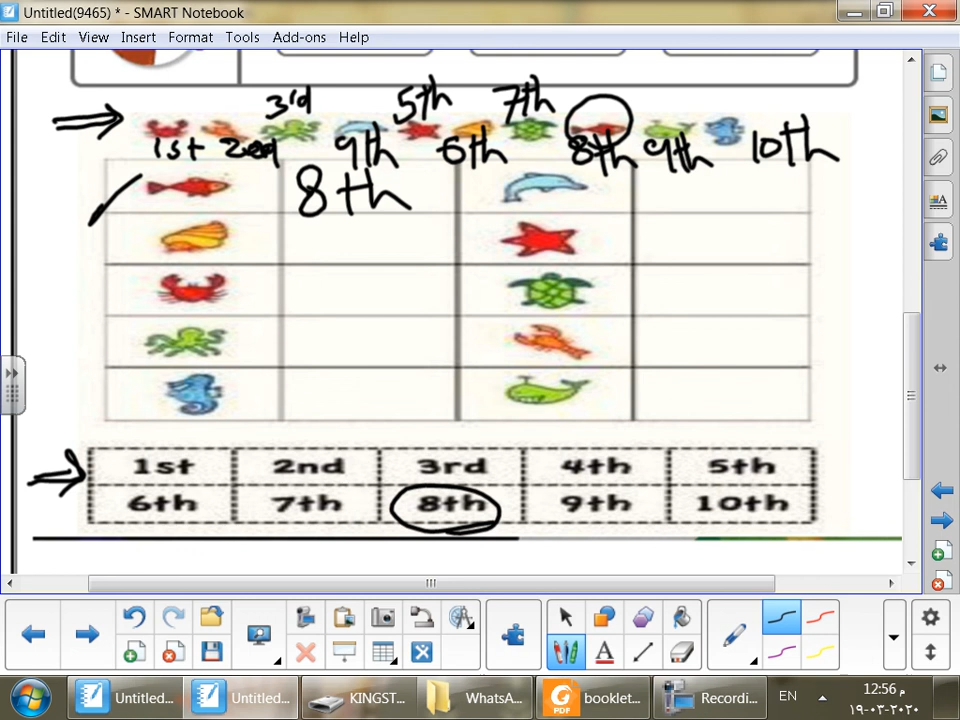 Untitled(9465) * - SMART Notebook
File Edit View Insert Format Tools Add-ons Help
3rd 5th 7th
1st 2nd 9th 6th 8th 9th 10th
8th
1st 2nd 3rd 4th 5th
6th 7th 8th 9th 10th
A
PDF
Untitled... Untitled... KINGST... WhatsA... booklet... Recordi... EN 12:56 م
١٩-٠٣-٢٠٢٠